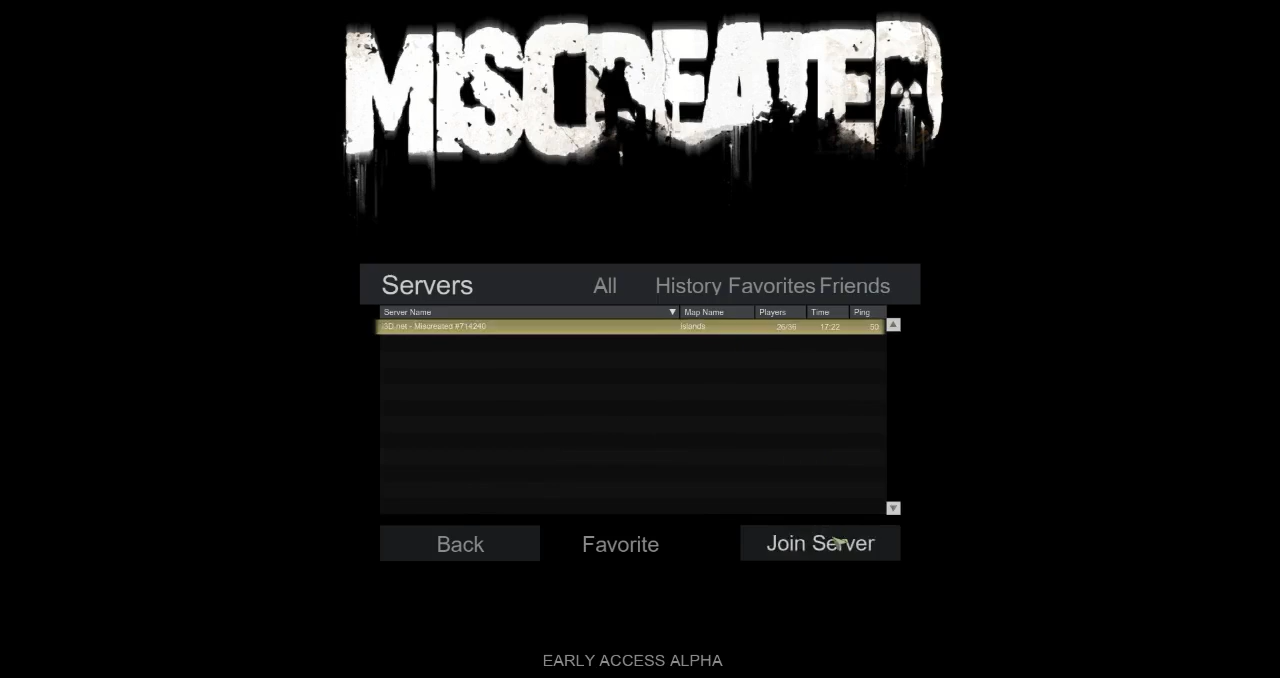 MISCREATED
Servers All History Favorites Friends
Server Name Map Name Players Time Ping
i3D.net - Miscreated #714240 islands 26/36 17:22 50
Back Favorite Join Server
EARLY ACCESS ALPHA